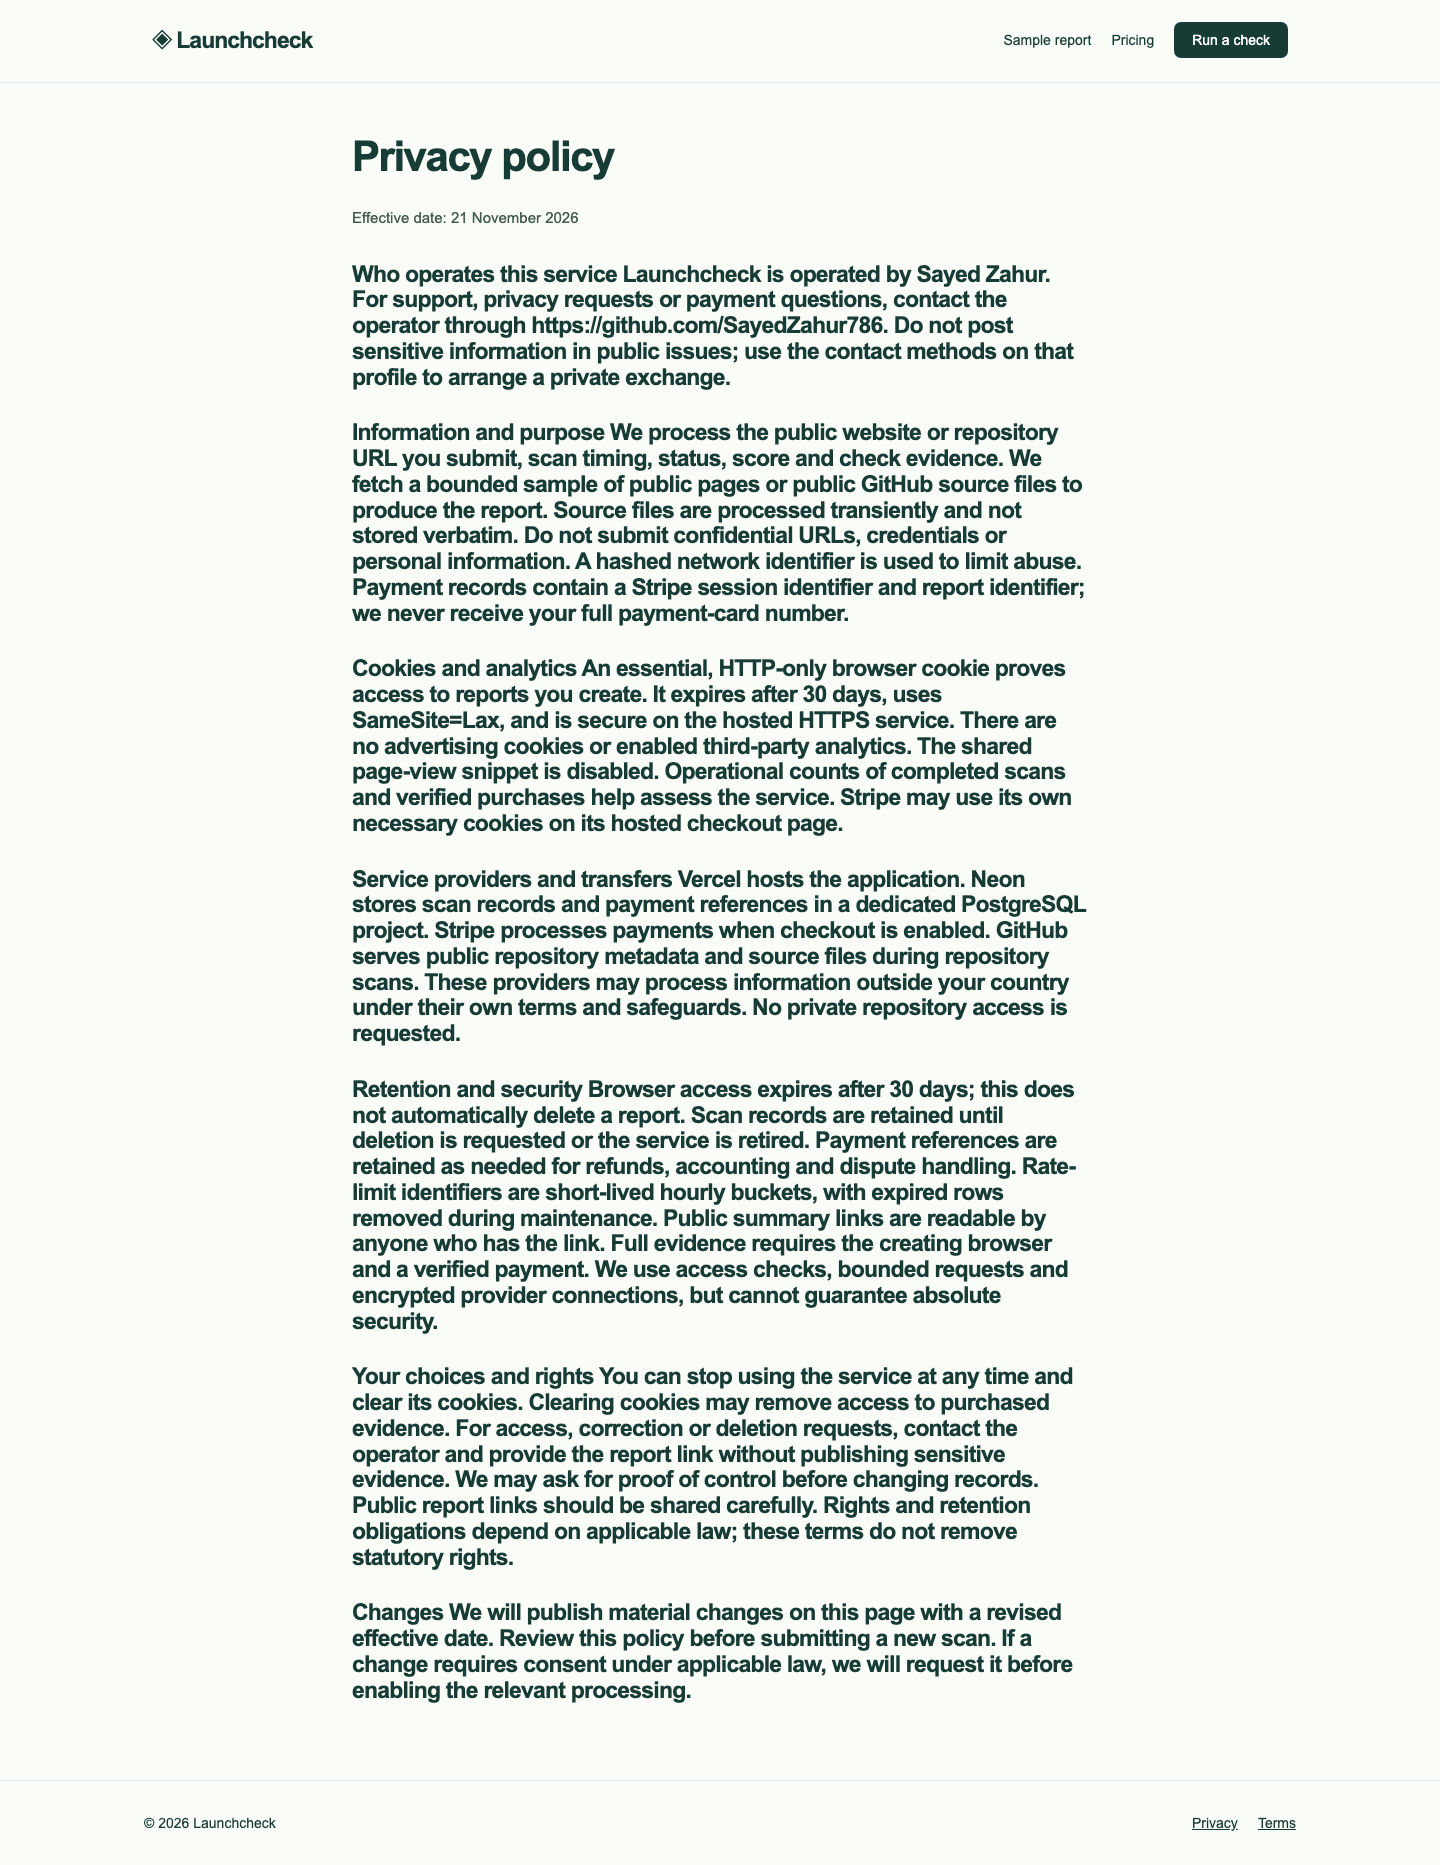 Launchcheck
Sample report
Pricing
Run a check
Privacy policy
Effective date: 21 November 2026
Who operates this service Launchcheck is operated by Sayed Zahur.
For support, privacy requests or payment questions, contact the
operator through https://github.com/SayedZahur786. Do not post
sensitive information in public issues; use the contact methods on that
profile to arrange a private exchange.
Information and purpose We process the public website or repository
URL you submit, scan timing, status, score and check evidence. We
fetch a bounded sample of public pages or public GitHub source files to
produce the report. Source files are processed transiently and not
stored verbatim. Do not submit confidential URLs, credentials or
personal information. A hashed network identifier is used to limit abuse.
Payment records contain a Stripe session identifier and report identifier;
we never receive your full payment-card number.
Cookies and analytics An essential, HTTP-only browser cookie proves
access to reports you create. It expires after 30 days, uses
SameSite=Lax, and is secure on the hosted HTTPS service. There are
no advertising cookies or enabled third-party analytics. The shared
page-view snippet is disabled. Operational counts of completed scans
and verified purchases help assess the service. Stripe may use its own
necessary cookies on its hosted checkout page.
Service providers and transfers Vercel hosts the application. Neon
stores scan records and payment references in a dedicated PostgreSQL
project. Stripe processes payments when checkout is enabled. GitHub
serves public repository metadata and source files during repository
scans. These providers may process information outside your country
under their own terms and safeguards. No private repository access is
requested.
Retention and security Browser access expires after 30 days; this does
not automatically delete a report. Scan records are retained until
deletion is requested or the service is retired. Payment references are
retained as needed for refunds, accounting and dispute handling. Rate-
limit identifiers are short-lived hourly buckets, with expired rows
removed during maintenance. Public summary links are readable by
anyone who has the link. Full evidence requires the creating browser
and a verified payment. We use access checks, bounded requests and
encrypted provider connections, but cannot guarantee absolute
security.
Your choices and rights You can stop using the service at any time and
clear its cookies. Clearing cookies may remove access to purchased
evidence. For access, correction or deletion requests, contact the
operator and provide the report link without publishing sensitive
evidence. We may ask for proof of control before changing records.
Public report links should be shared carefully. Rights and retention
obligations depend on applicable law; these terms do not remove
statutory rights.
Changes We will publish material changes on this page with a revised
effective date. Review this policy before submitting a new scan. If a
change requires consent under applicable law, we will request it before
enabling the relevant processing.
© 2026 Launchcheck
Privacy
Terms